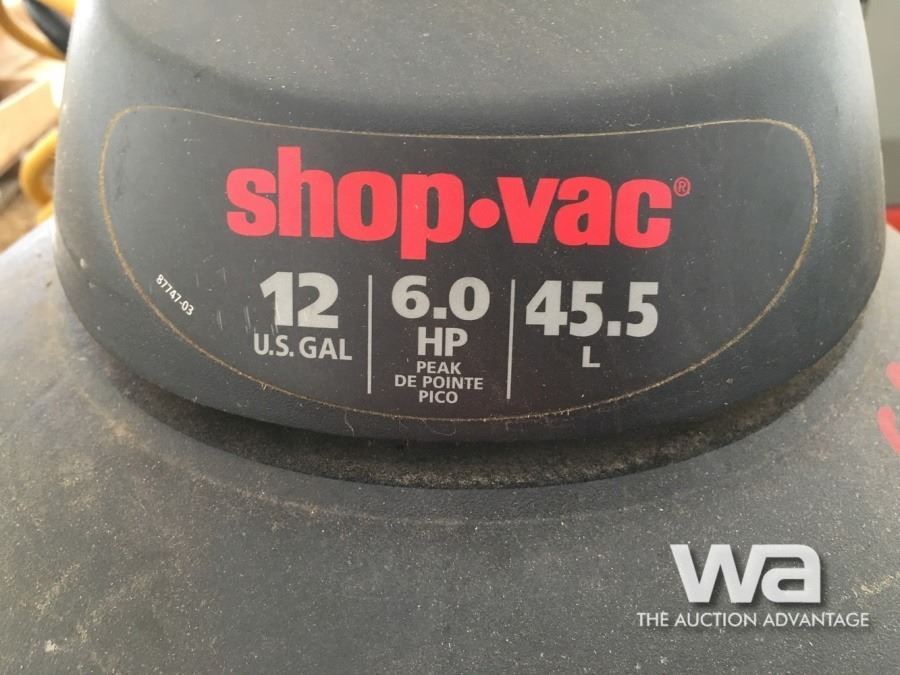 shop·vac®
87747-03
12
U.S. GAL
6.0
HP
PEAK
DE POINTE
PICO
45.5
L
wa
THE AUCTION ADVANTAGE